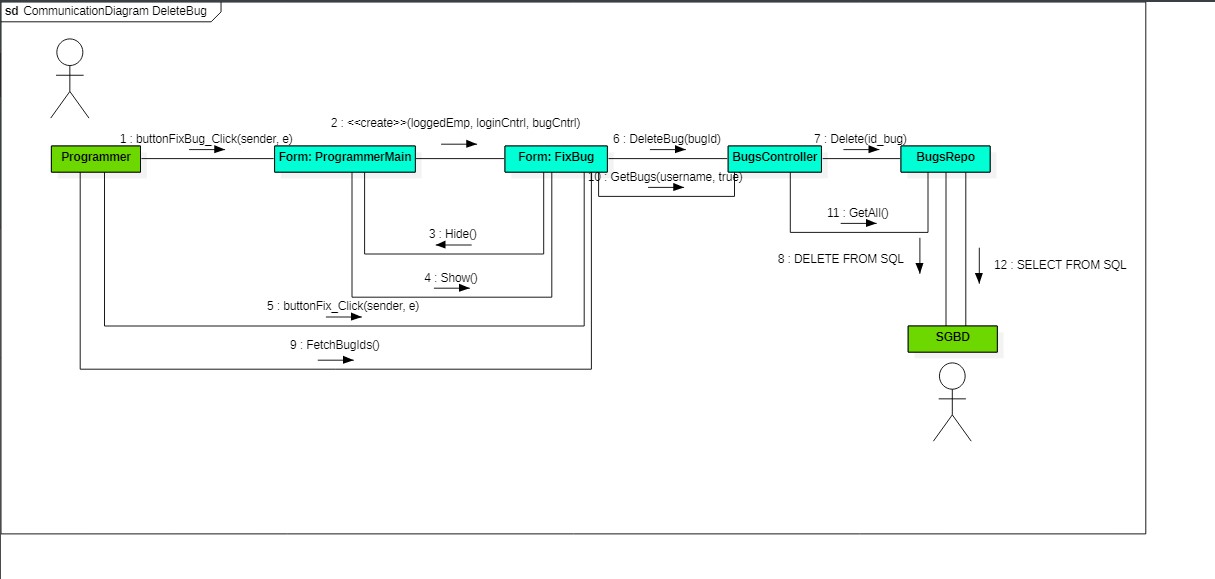 sd CommunicationDiagram DeleteBug
2 : <<create>>(loggedEmp, loginCntrl, bugCntrl)
1 : buttonFixBug_Click(sender, e)
6 : DeleteBug(bugId)
7 : Delete(id_bug)
Programmer
Form: ProgrammerMain
Form: FixBug
BugsController
BugsRepo
10 : GetBugs(username, true)
11 : GetAll()
3 : Hide()
8 : DELETE FROM SQL
12 : SELECT FROM SQL
4 : Show()
5 : buttonFix_Click(sender, e)
SGBD
9 : FetchBugIds()